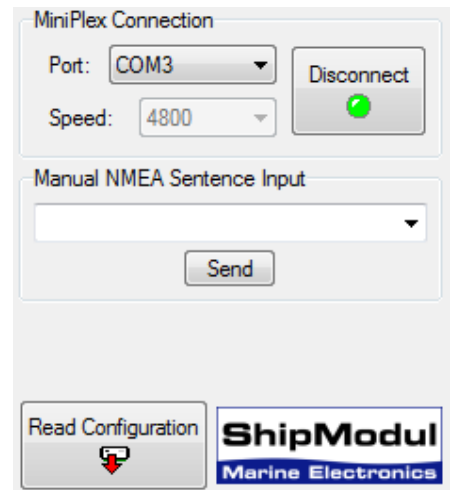 MiniPlex Connection
Port: COM3
Disconnect
Speed: 4800
Manual NMEA Sentence Input
Send
Read Configuration
ShipModul
Marine Electronics